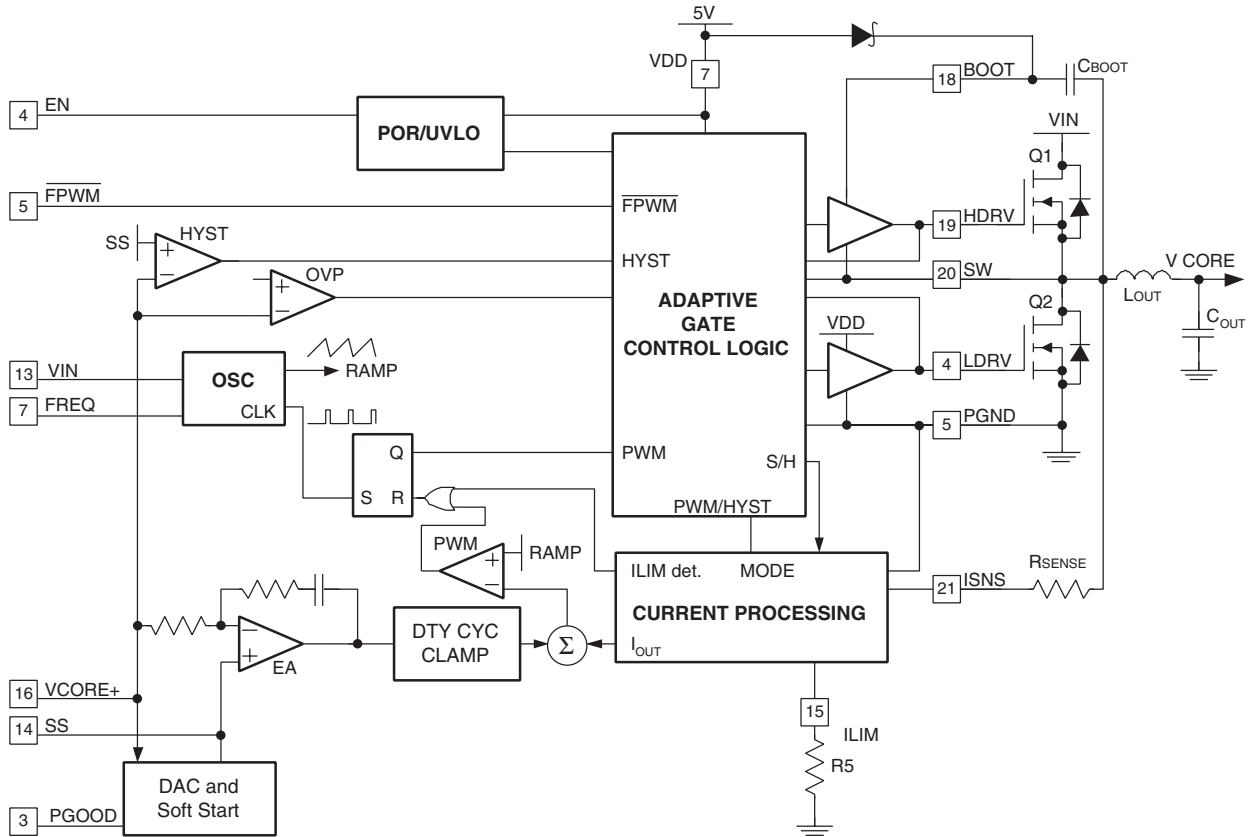 5V
VDD
7
18 BOOT
CBOOT
4 EN
POR/UVLO
VIN
Q1
5 FPWM
FPWM
19 HDRV
SS
HYST
+
−
HYST
OVP
+
−
20 SW
V CORE
LOUT
COUT
ADAPTIVE
GATE
CONTROL LOGIC
VDD
Q2
4 LDRV
13 VIN
OSC
RAMP
7 FREQ
CLK
5 PGND
Q
PWM
S/H
S R
PWM/HYST
PWM
+
−
RAMP
ILIM det. MODE
21 ISNS
RSENSE
CURRENT PROCESSING
IOUT
−
+
EA
DTY CYC
CLAMP
Σ
16 VCORE+
14 SS
15
ILIM
R5
DAC and
Soft Start
3 PGOOD